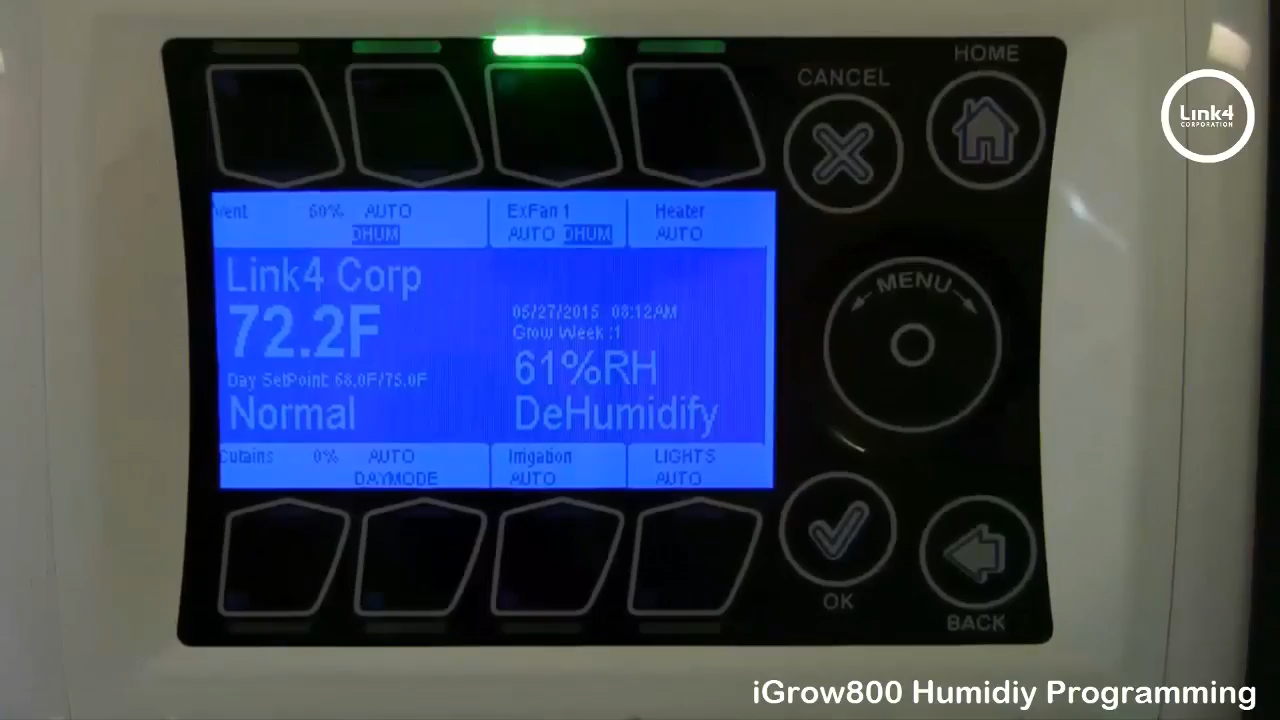 HOME
CANCEL
Link4
CORPORATION
Vent 60% AUTO
DHUM
ExFan 1
AUTO DHUM
Heater
AUTO
Link4 Corp
72.2F
05/27/2015 08:12AM
Grow Week :1
61%RH
Day SetPoint: 68.0F/75.0F
Normal
DeHumidify
MENU
Cutains 0% AUTO
DAYMODE
Irrigation
AUTO
LIGHTS
AUTO
OK
BACK
iGrow800 Humidiy Programming